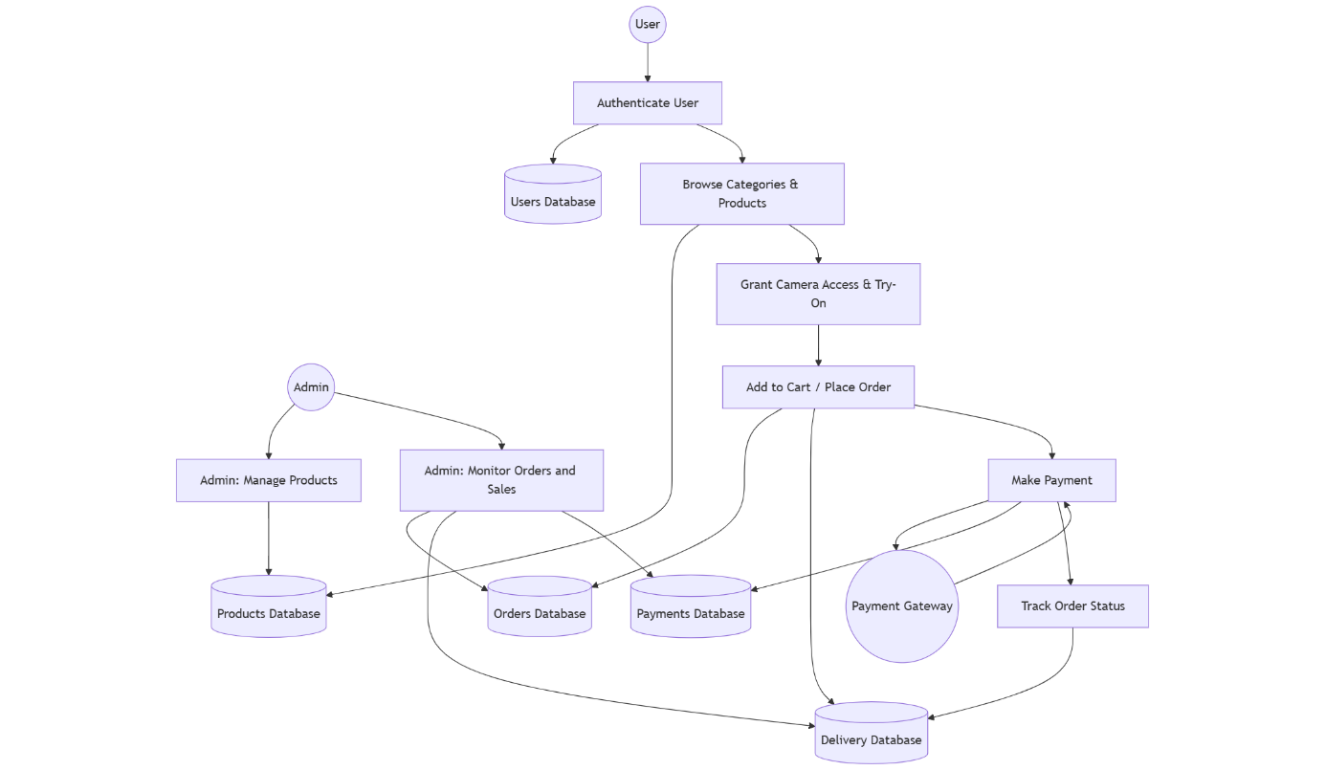 User
Authenticate User
Users Database
Browse Categories &
Products
Grant Camera Access & Try-
On
Admin
Add to Cart / Place Order
Admin: Manage Products
Admin: Monitor Orders and
Sales
Make Payment
Products Database
Orders Database
Payments Database
Payment Gateway
Track Order Status
Delivery Database